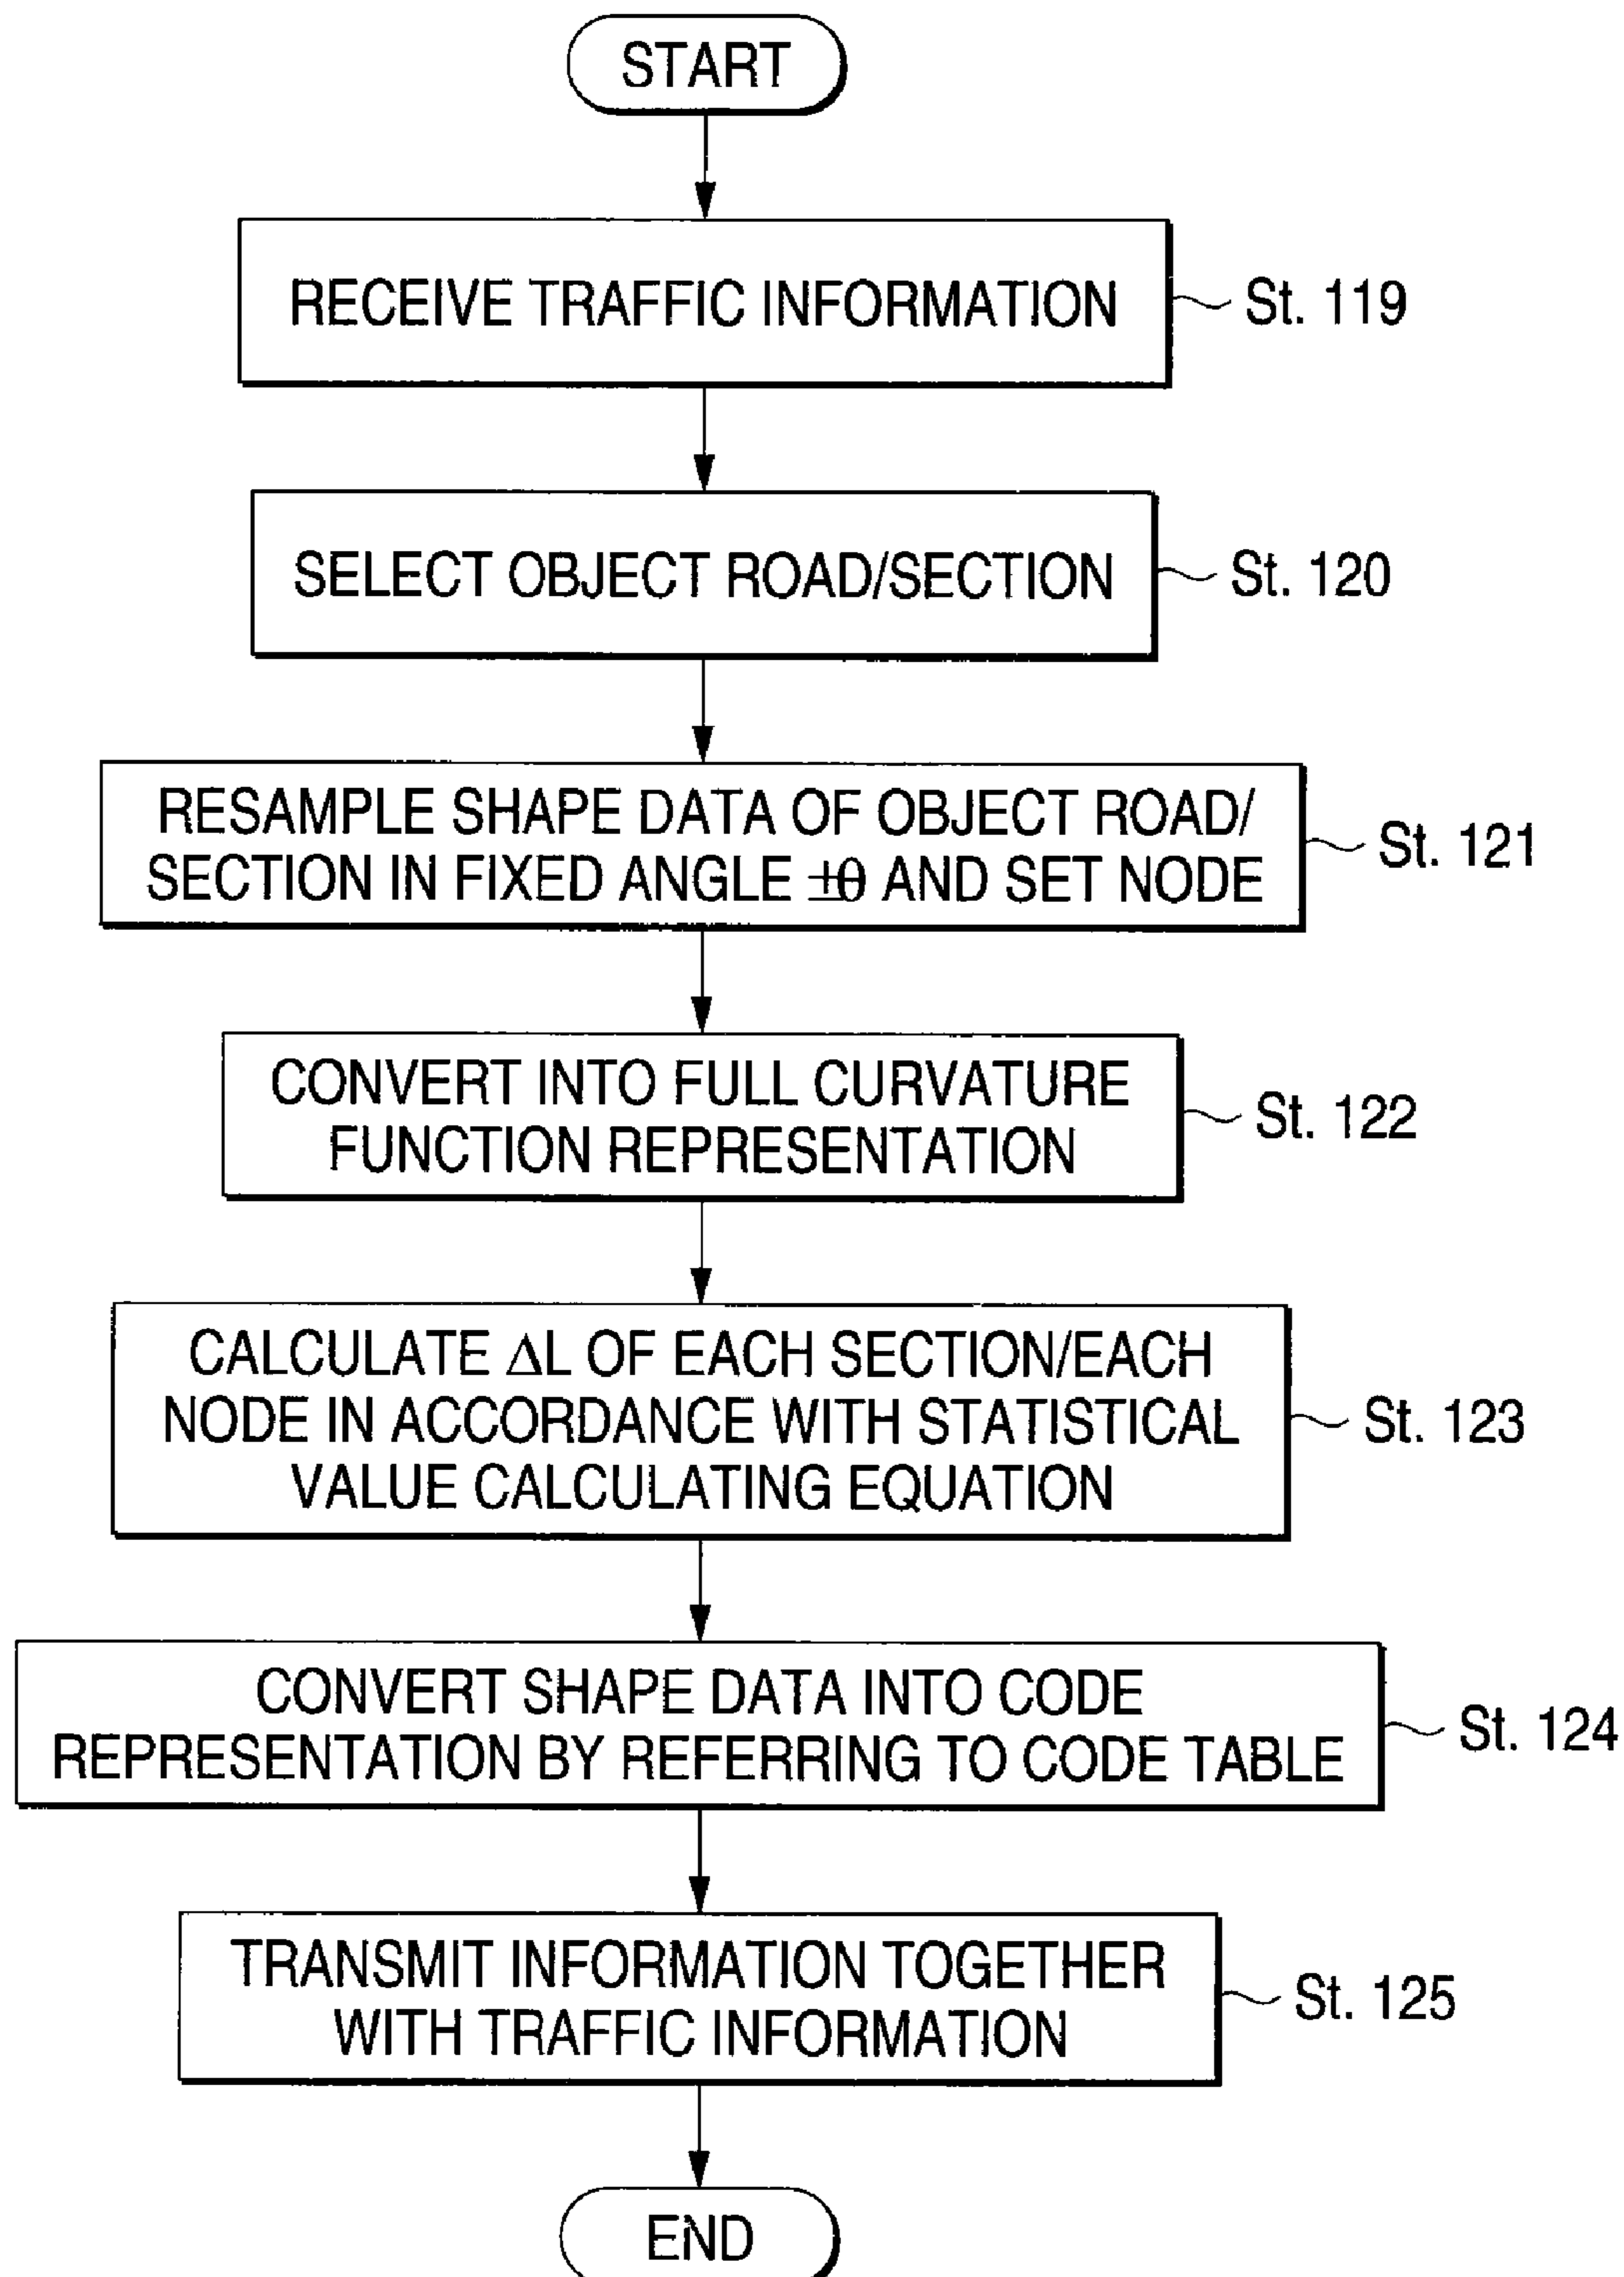 START
RECEIVE TRAFFIC INFORMATION
St. 119
SELECT OBJECT ROAD/SECTION
St. 120
RESAMPLE SHAPE DATA OF OBJECT ROAD/
SECTION IN FIXED ANGLE ±θ AND SET NODE
St. 121
CONVERT INTO FULL CURVATURE
FUNCTION REPRESENTATION
St. 122
CALCULATE ΔL OF EACH SECTION/EACH
NODE IN ACCORDANCE WITH STATISTICAL
VALUE CALCULATING EQUATION
St. 123
CONVERT SHAPE DATA INTO CODE
REPRESENTATION BY REFERRING TO CODE TABLE
St. 124
TRANSMIT INFORMATION TOGETHER
WITH TRAFFIC INFORMATION
St. 125
END